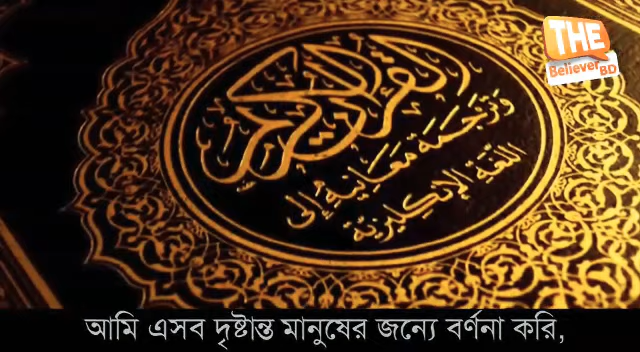 THE
Believer
BD
القرآن الكريم
وترجمة معانيه إلى
اللغة الإنكليزية
আমি এসব দৃষ্টান্ত মানুষের জন্যে বর্ণনা করি,